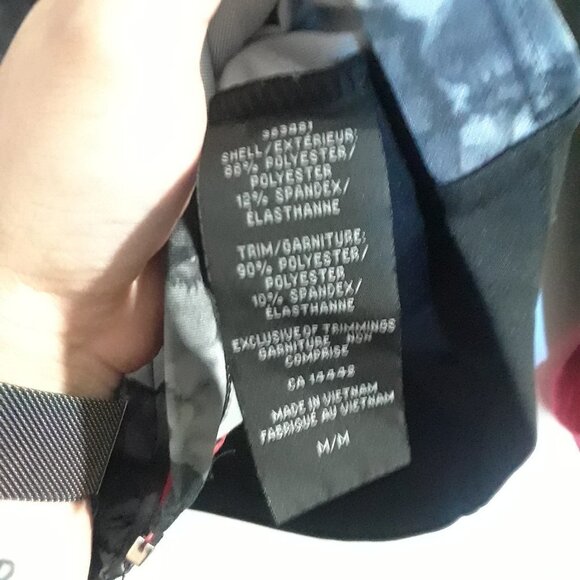 SHELL/EXTÉRIEUR:
88% POLYESTER/
POLYESTER
12% SPANDEX/
ÉLASTHANNE
TRIM/GARNITURE:
90% POLYESTER/
POLYESTER
10% SPANDEX/
ÉLASTHANNE
EXCLUSIVE OF TRIMMINGS
GARNITURE NON
COMPRISE
CA 14448
MADE IN VIETNAM
FABRIQUÉ AU VIETNAM
M/M